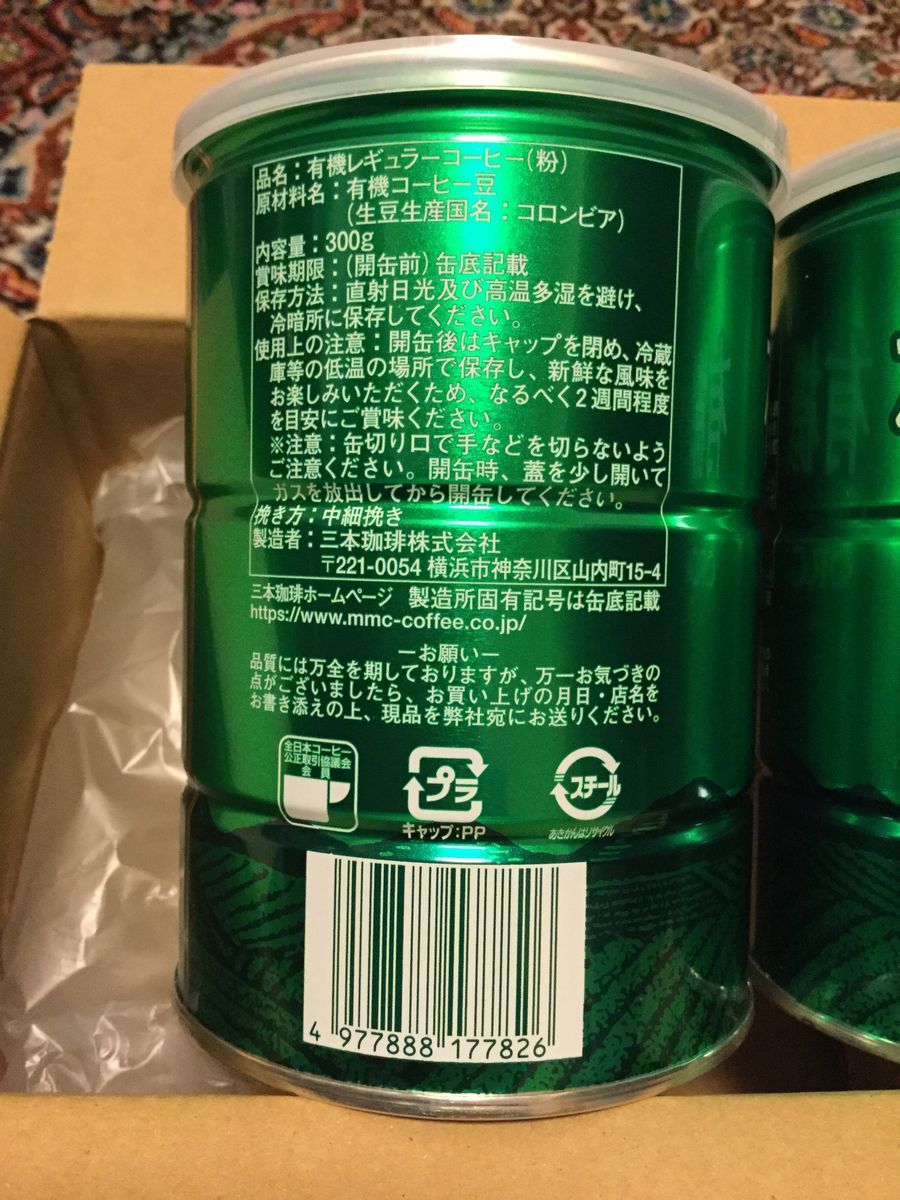 品名：有機レギュラーコーヒー（粉）
原材料名：有機コーヒー豆
（生豆生産国名：コロンビア）
内容量：300g
賞味期限：（開缶前）缶底記載
保存方法：直射日光及び高温多湿を避け、
冷暗所に保存してください。
使用上の注意：開缶後はキャップを閉め、冷蔵
庫等の低温の場所で保存し、新鮮な風味を
お楽しみいただくため、なるべく2週間程度
を目安にご賞味ください。
※注意：缶切り口で手などを切らないよう
ご注意ください。開缶時、蓋を少し開いて
ガスを放出してから開缶してください。
挽き方：中細挽き
製造者：三本珈琲株式会社
〒221-0054 横浜市神奈川区山内町15-4
三本珈琲ホームページ 製造所固有記号は缶底記載
https://www.mmc-coffee.co.jp/
ーお願いー
品質には万全を期しておりますが、万一お気づきの
点がございましたら、お買い上げの月日・店名を
お書き添えの上、現品を弊社宛にお送りください。
全日本コーヒー
公正取引協議会
会員
プラ
キャップ：PP
スチール
あきかんはリサイクル
4 977888 177826